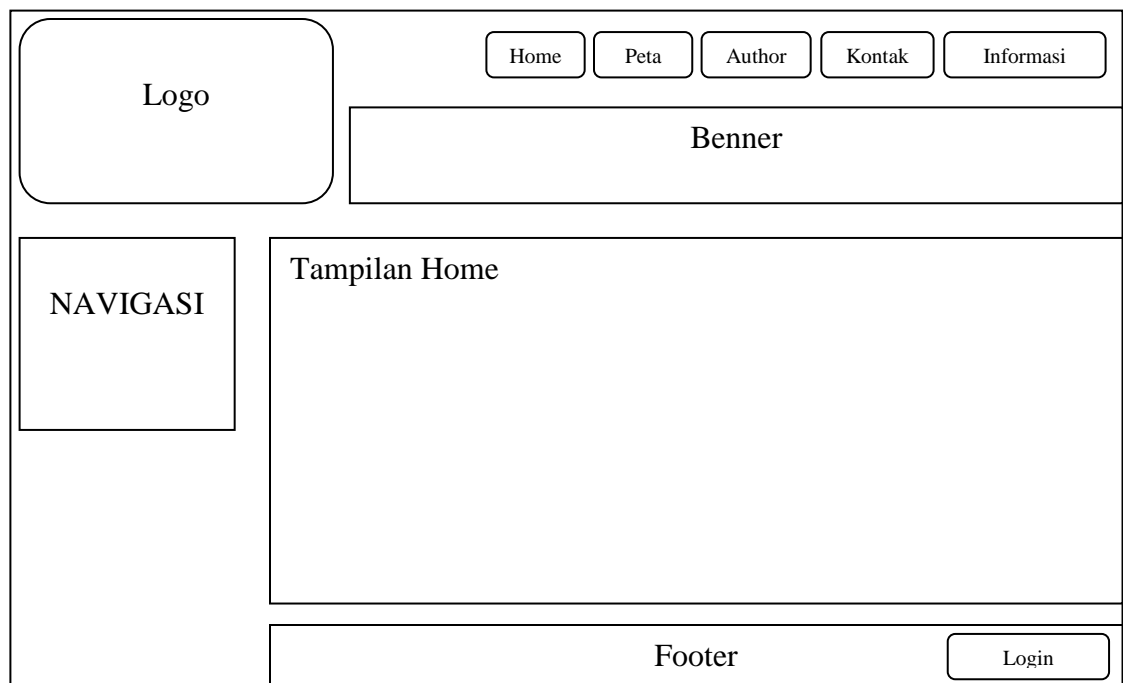 Home
Peta
Author
Kontak
Informasi
Logo
Benner
NAVIGASI
Tampilan Home
Footer
Login